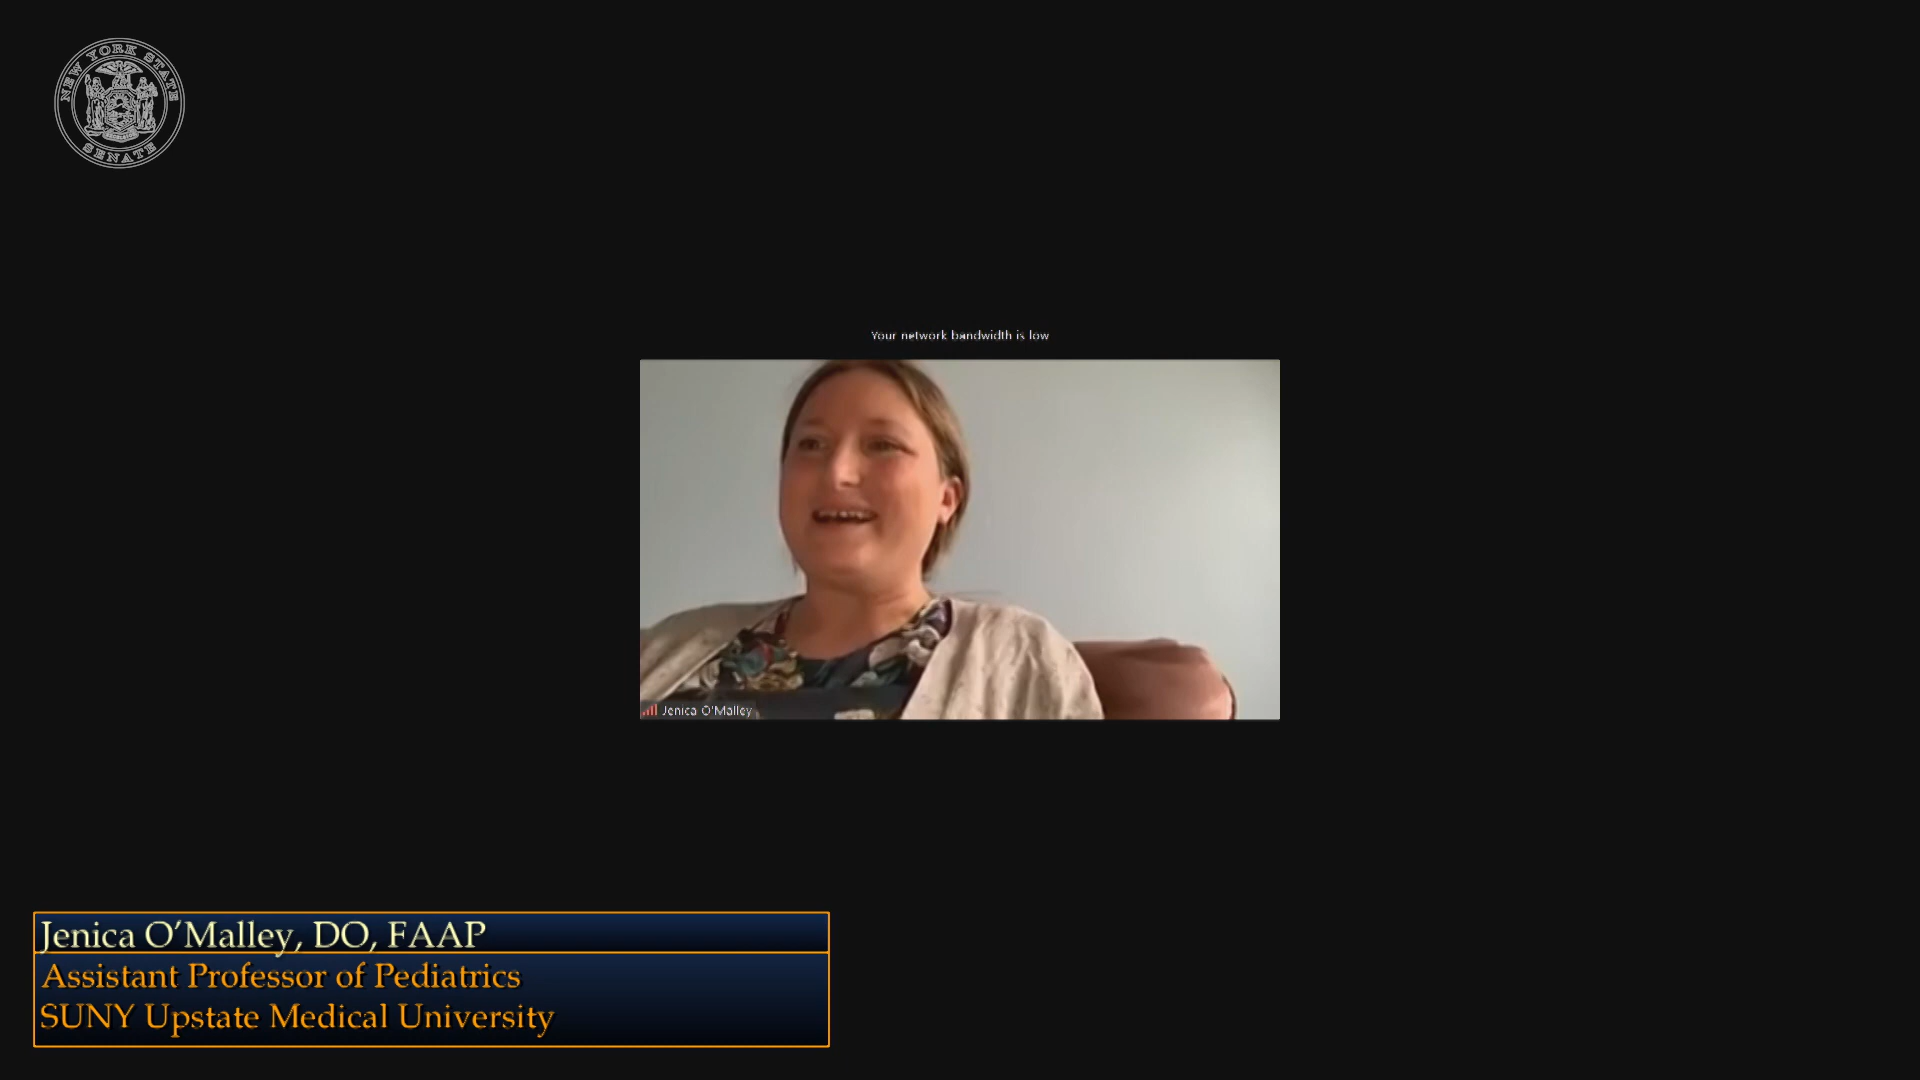 NEW YORK STATE
SENATE
Your network bandwidth is low
Jenica O'Malley
Jenica O’Malley, DO, FAAP
Assistant Professor of Pediatrics
SUNY Upstate Medical University